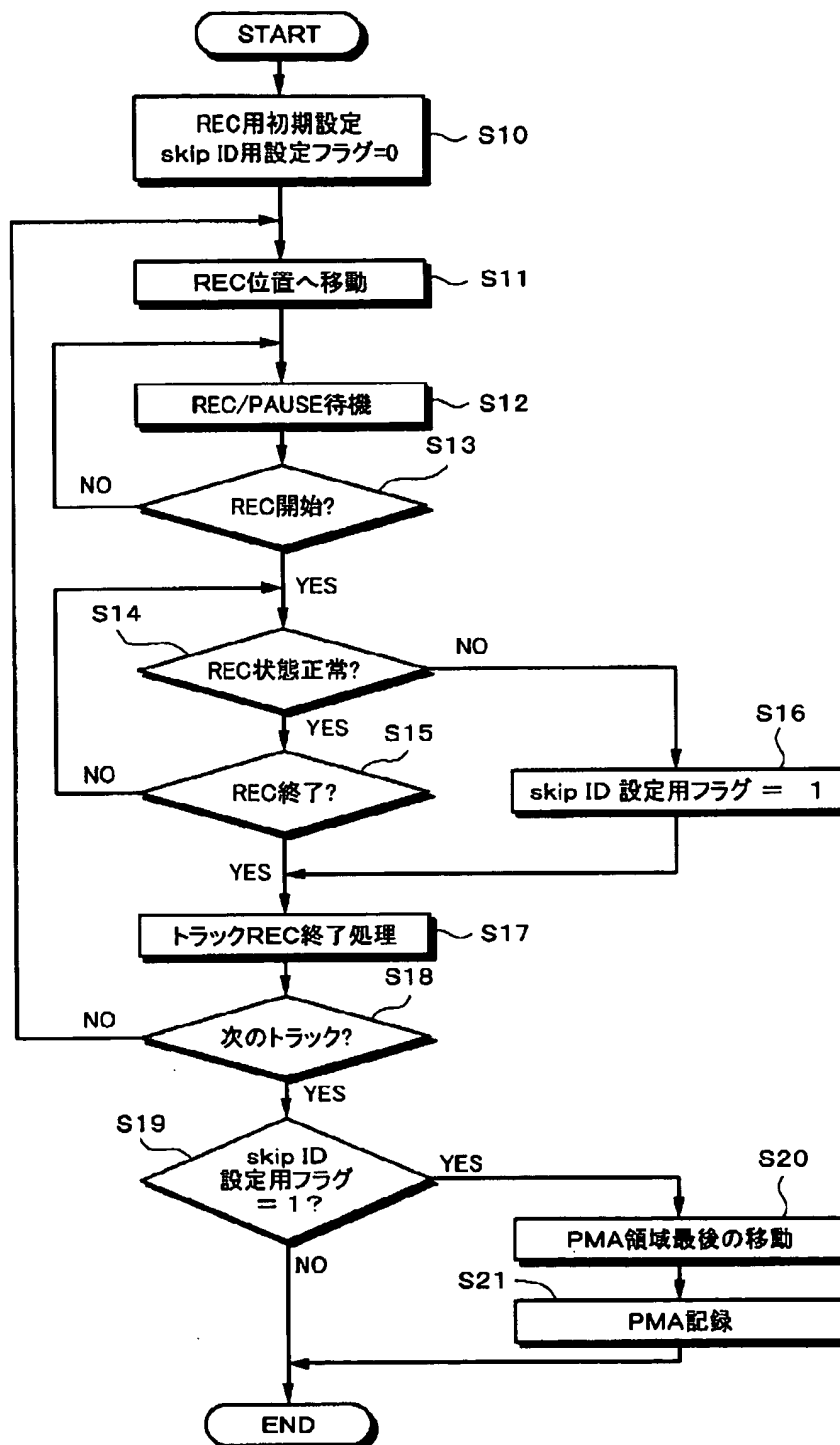 START
REC用初期設定
skip ID用設定フラグ=0
S10
REC位置へ移動
S11
REC/PAUSE待機
S12
S13
NO
REC開始?
YES
S14
NO
REC状態正常?
YES
S15
S16
NO
REC終了?
skip ID 設定用フラグ = 1
YES
トラックREC終了処理
S17
S18
NO
次のトラック?
YES
S19
skip ID
設定用フラグ
= 1?
YES
S20
PMA領域最後の移動
NO
S21
PMA記録
END